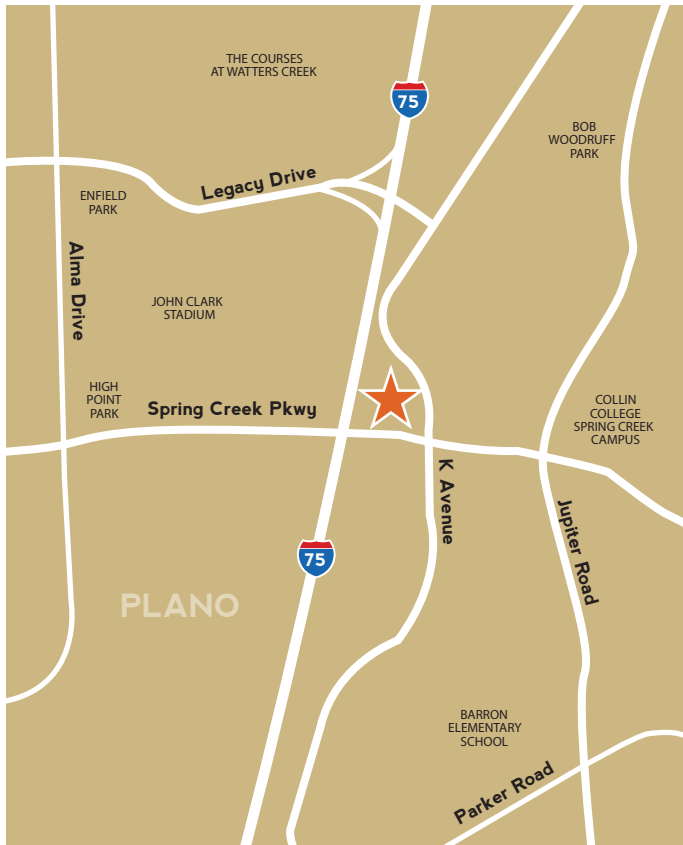 THE COURSES
AT WATTERS CREEK
75
BOB
WOODRUFF
PARK
Legacy Drive
ENFIELD
PARK
Alma Drive
JOHN CLARK
STADIUM
HIGH
POINT
PARK
Spring Creek Pkwy
COLLIN
COLLEGE
SPRING CREEK
CAMPUS
K Avenue
Jupiter Road
75
PLANO
BARRON
ELEMENTARY
SCHOOL
Parker Road